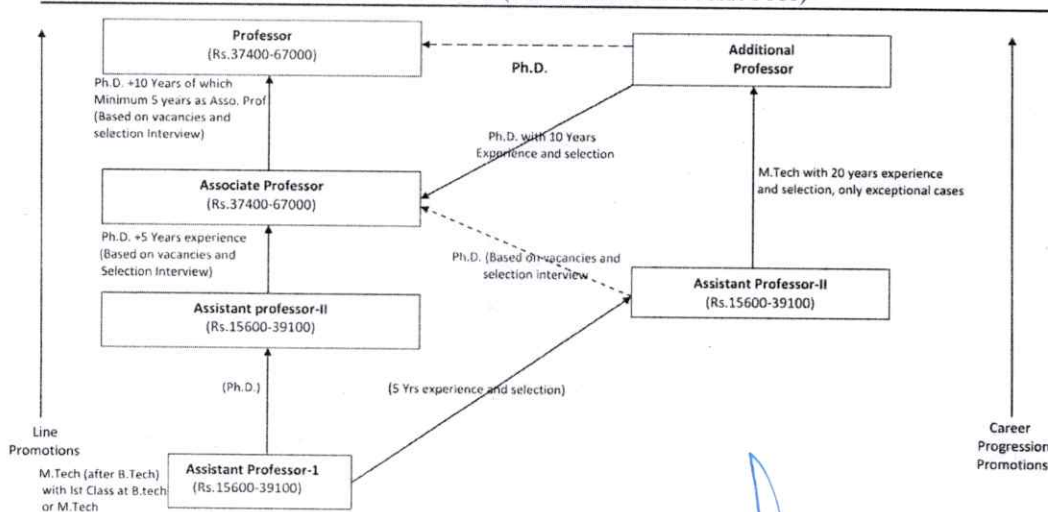 Professor
(Rs.37400-67000)
Additional
Professor
Ph.D.
Ph.D. +10 Years of which
Minimum 5 years as Asso. Prof
(Based on vacancies and
selection Interview)
Ph.D. with 10 Years
Experience and selection
Associate Professor
(Rs.37400-67000)
M.Tech with 20 years experience
and selection, only exceptional cases
Ph.D. +5 Years experience
(Based on vacancies and
Selection Interview)
Ph.D. (Based on vacancies and
selection interview
Assistant professor-II
(Rs.15600-39100)
Assistant Professor-II
(Rs.15600-39100)
(Ph.D.)
(5 Yrs experience and selection)
Line
Promotions
Career
Progression
Promotions
M.Tech (after B.Tech)
with Ist Class at B.tech
or M.Tech
Assistant Professor-1
(Rs.15600-39100)